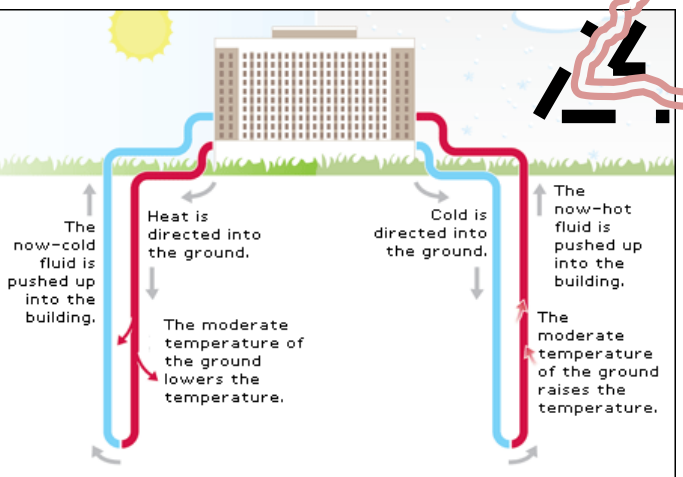 The
now-cold
fluid is
pushed up
into the
building.
Heat is
directed into
the ground.
The moderate
temperature of
the ground
lowers the
temperature.
Cold is
directed into
the ground.
The
now-hot
fluid is
pushed up
into the
building.
The
moderate
temperature
of the ground
raises the
temperature.